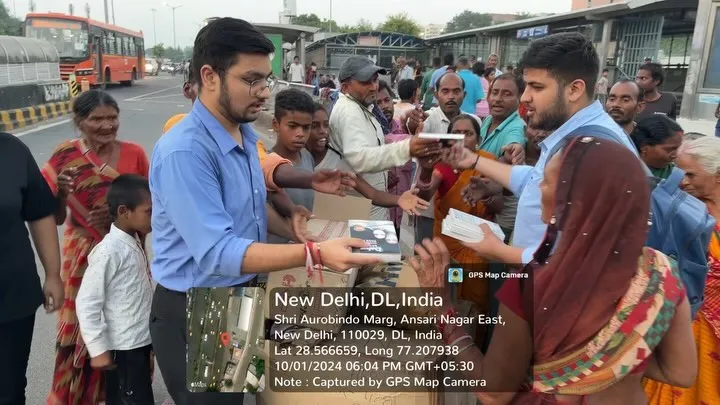 GPS Map Camera
New Delhi,DL,India
Shri Aurobindo Marg, Ansari Nagar East,
New Delhi, 110029, DL, India
Lat 28.566659, Long 77.207938
10/01/2024 06:04 PM GMT+05:30
Note : Captured by GPS Map Camera